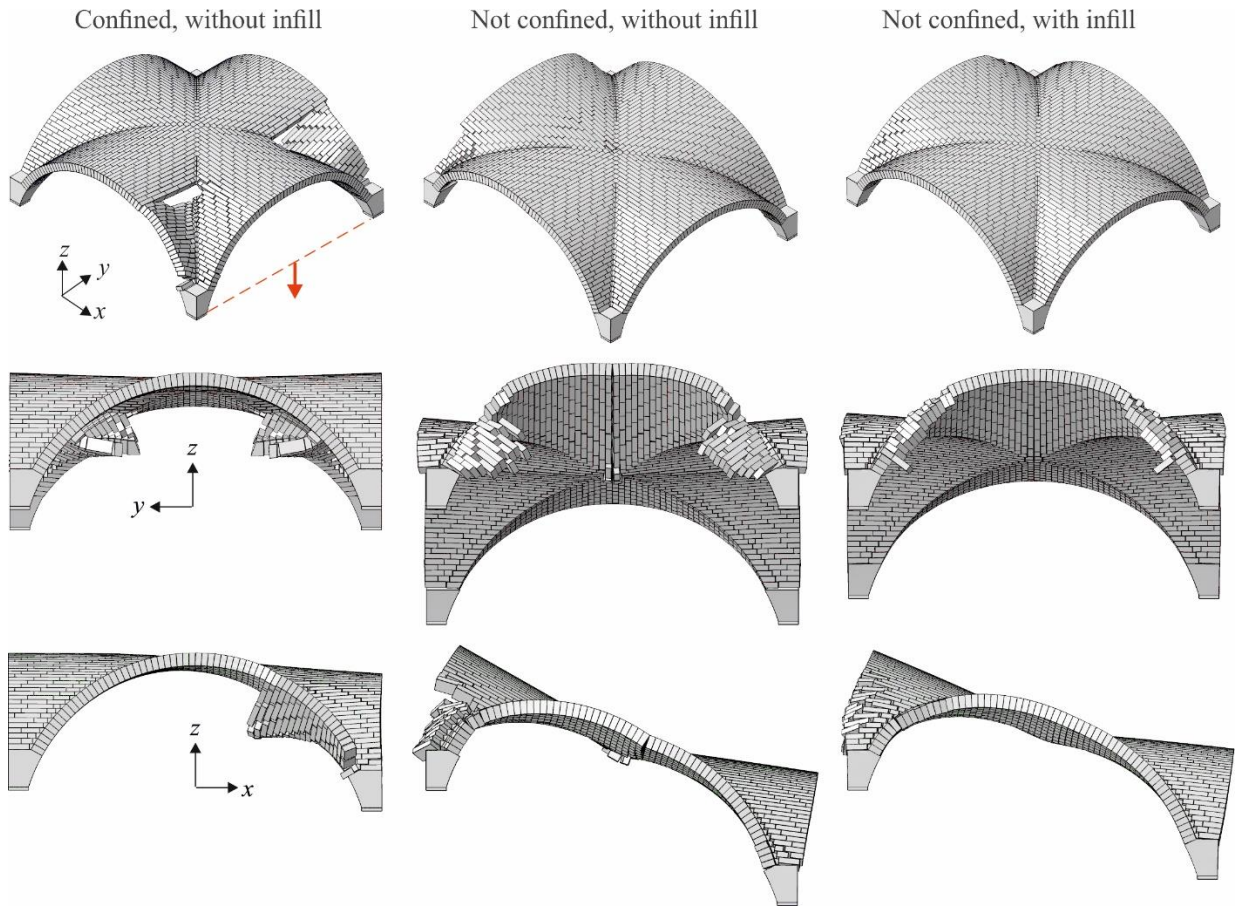 Confined, without infill
Not confined, without infill
Not confined, with infill
z
y
x
z
y
z
x